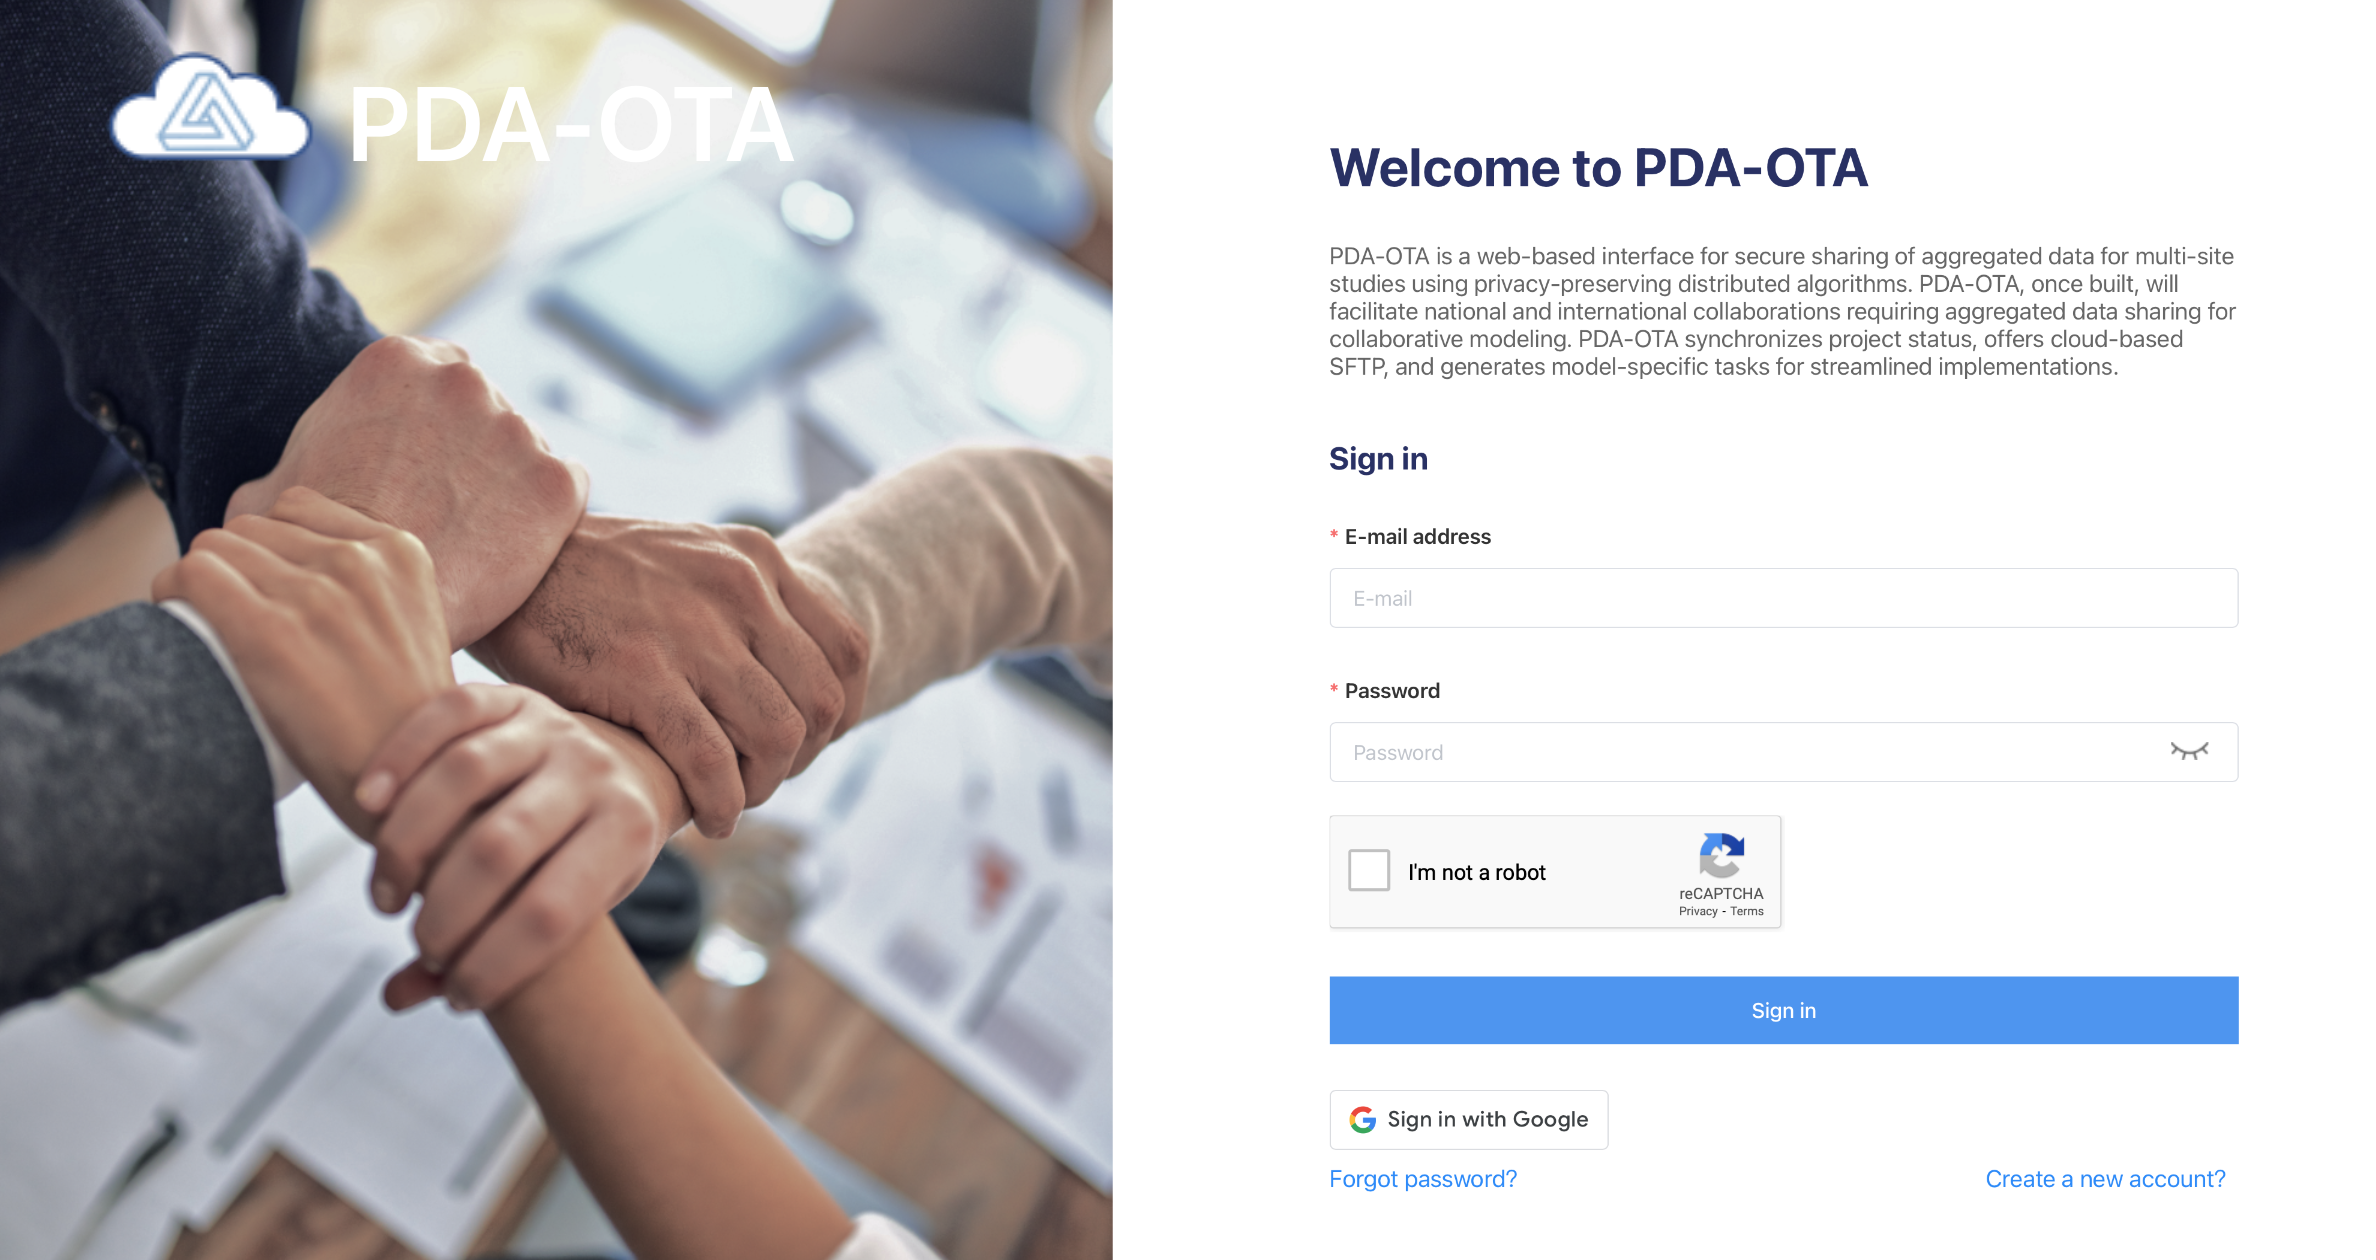 PDA-OTA
Welcome to PDA-OTA
PDA-OTA is a web-based interface for secure sharing of aggregated data for multi-site
studies using privacy-preserving distributed algorithms. PDA-OTA, once built, will
facilitate national and international collaborations requiring aggregated data sharing for
collaborative modeling. PDA-OTA synchronizes project status, offers cloud-based
SFTP, and generates model-specific tasks for streamlined implementations.
Sign in
* E-mail address
E-mail
* Password
Password
I'm not a robot
reCAPTCHA
Privacy - Terms
Sign in
Sign in with Google
Forgot password?
Create a new account?